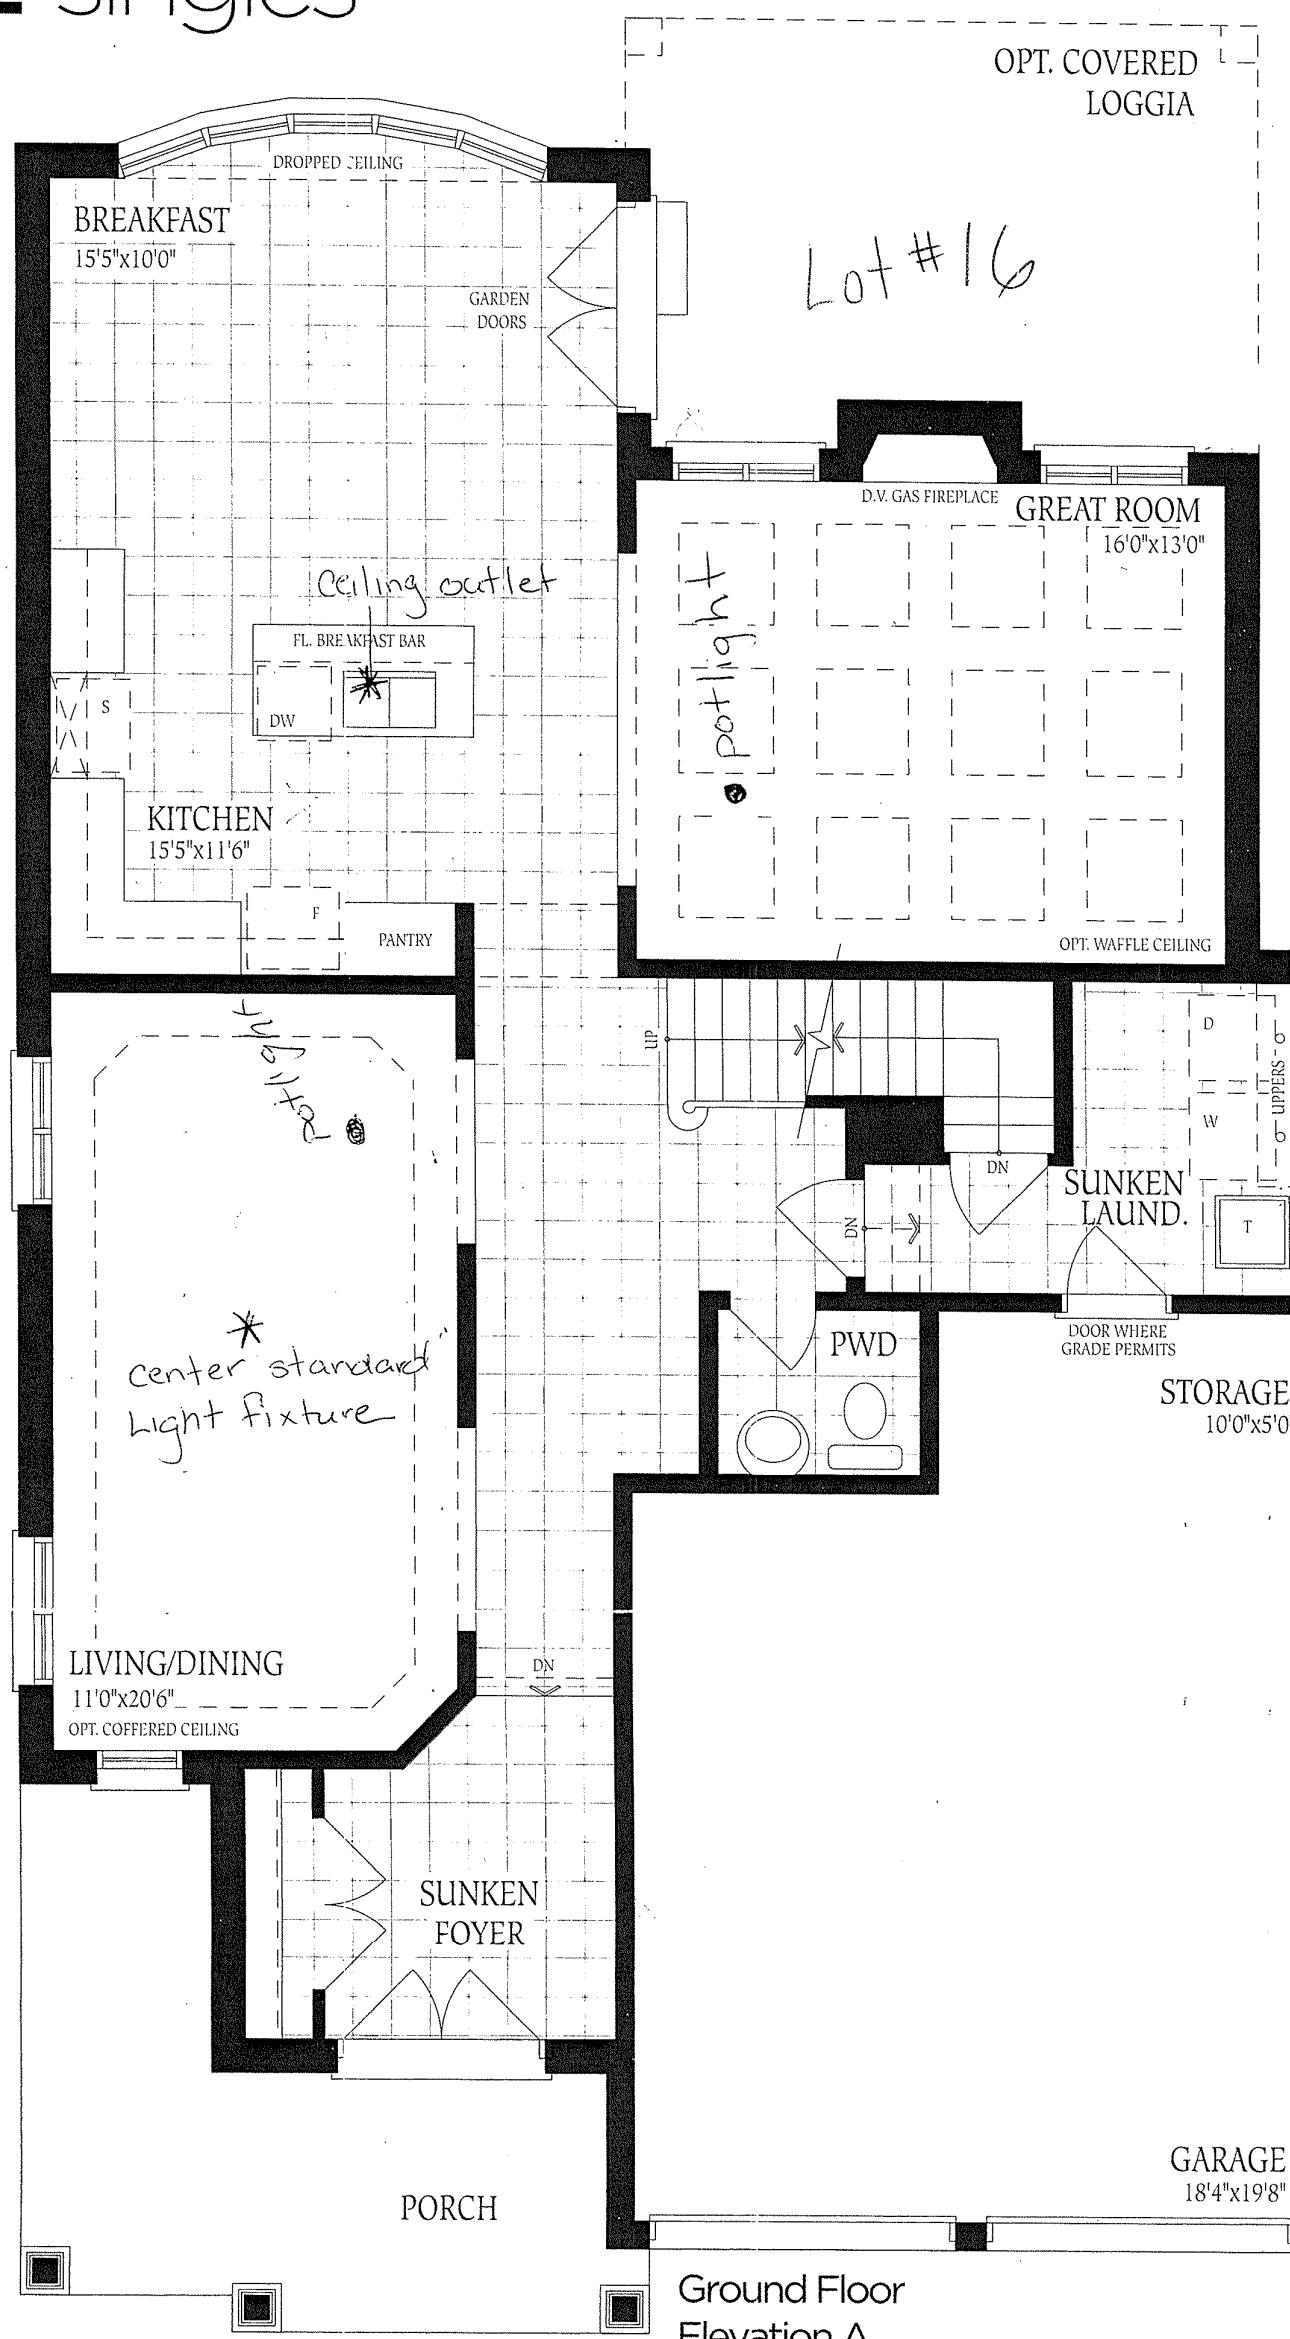 Singles
OPT. COVERED
LOGGIA
DROPPED CEILING
BREAKFAST
15'5"x10'0"
GARDEN
DOORS
Lot #16
D.V. GAS FIREPLACE
GREAT ROOM
16'0"x13'0"
Ceiling outlet
FL. BREAKFAST BAR
DW
S
potlight
KITCHEN
15'5"x11'6"
F
PANTRY
OPT. WAFFLE CEILING
Potlight
UP
D
W
UPPERS
DN
SUNKEN
LAUND.
DN
T
DOOR WHERE
GRADE PERMITS
PWD
center standard
Light fixture
STORAGE
10'0"x5'0
LIVING/DINING
11'0"x20'6"
OPT. COFFERED CEILING
DN
SUNKEN
FOYER
PORCH
GARAGE
18'4"x19'8"
Ground Floor
Elevation A